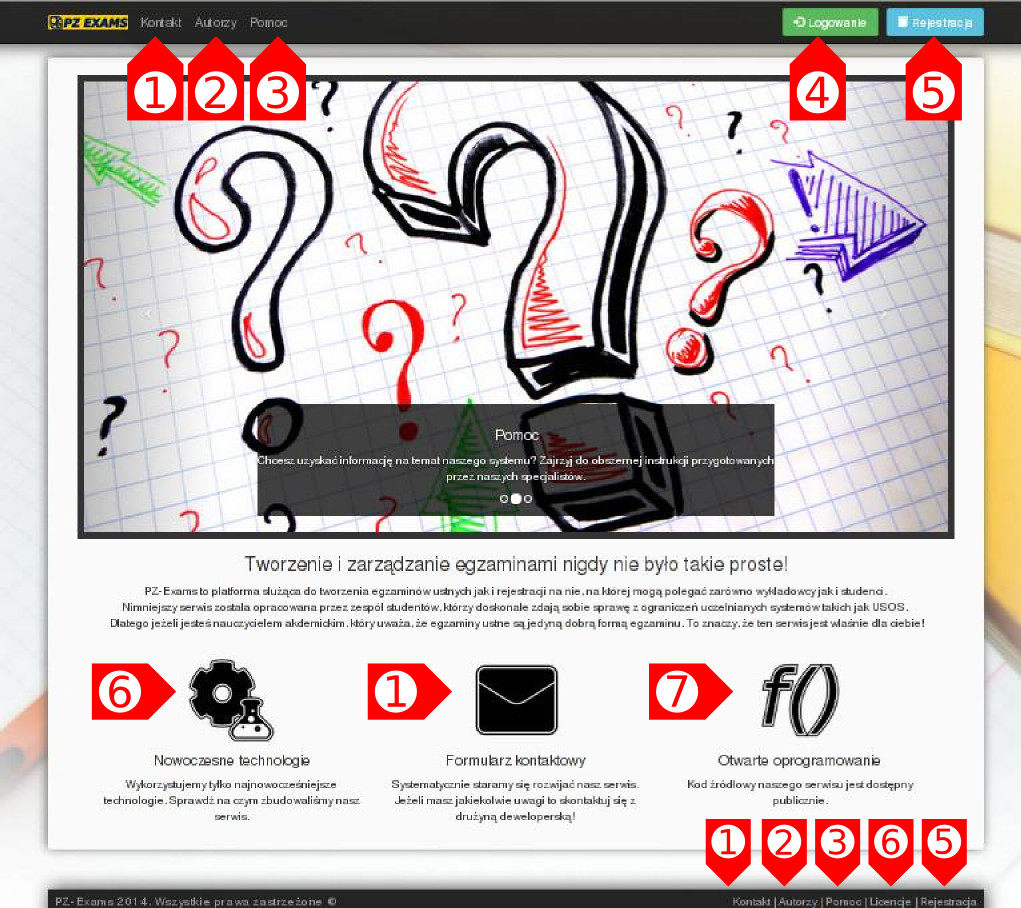 PZ EXAMS Kontakt Autorzy Pomoc Logowanie Rejestracja
1 2 3 4 5
Pomoc
Chcesz uzyskać informację na temat naszego systemu? Zajrzyj do obszernej instrukcji przygotowanych
przez naszych specjalistów.
Tworzenie i zarządzanie egzaminami nigdy nie było takie proste!
PZ-Exams to platforma służąca do tworzenia egzaminów ustnych jak i rejestracji na nie, na której mogą polegać zarówno wykładowcy jak i studenci.
Nimniejszy serwis została opracowana przez zespół studentów, którzy doskonale zdają sobie sprawę z ograniczeń uczelnianych systemów takich jak USOS.
Dlatego jeżeli jesteś nauczycielem akdemickim, który uważa, że egzaminy ustne są jedyną dobrą formą egzaminu. To znaczy, że ten serwis jest właśnie dla ciebie!
6 1 7 f()
Nowoczesne technologie
Wykorzystujemy tylko najnowocześniejsze
technologie. Sprawdź na czym zbudowaliśmy nasz
serwis.
Formularz kontaktowy
Systematycznie staramy się rozwijać nasz serwis.
Jeżeli masz jakiekolwie uwagi to skontaktuj się z
drużyną deweloperską!
Otwarte oprogramowanie
Kod źródłowy naszego serwisu jest dostępny
publicznie.
1 2 3 6 5
PZ-Exams 2014. Wszystkie prawa zastrzeżone © Kontakt | Autorzy | Pomoc | Licencje | Rejestracja